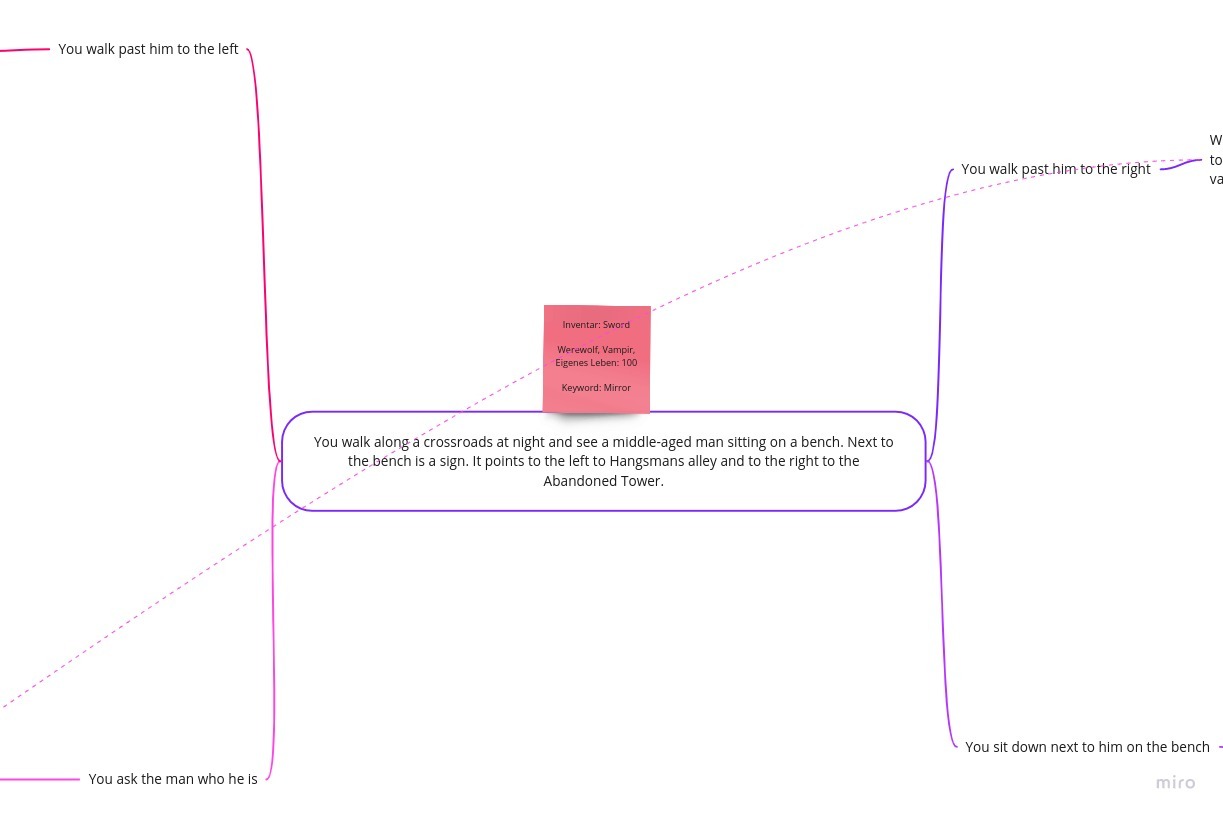 You walk past him to the left
W
You walk past him to the right
to
va
Inventar: Sword
Werewolf, Vampir,
Eigenes Leben: 100
Keyword: Mirror
You walk along a crossroads at night and see a middle-aged man sitting on a bench. Next to
the bench is a sign. It points to the left to Hangsmans alley and to the right to the
Abandoned Tower.
You sit down next to him on the bench
You ask the man who he is
miro